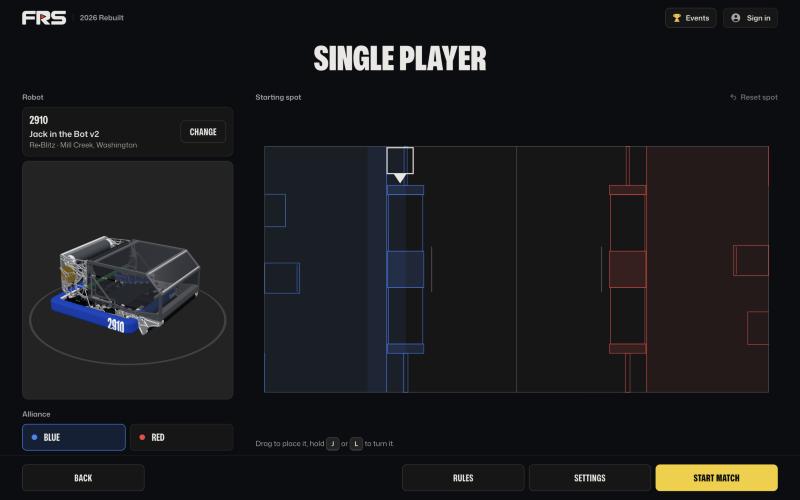 FRS
2026 Rebuilt
Events
Sign in
SINGLE PLAYER
Robot
2910
Jack in the Bot v2
Re•Blitz · Mill Creek, Washington
CHANGE
2910
Alliance
BLUE
RED
Starting spot
Reset spot
Drag to place it, hold J or L to turn it.
BACK
RULES
SETTINGS
START MATCH